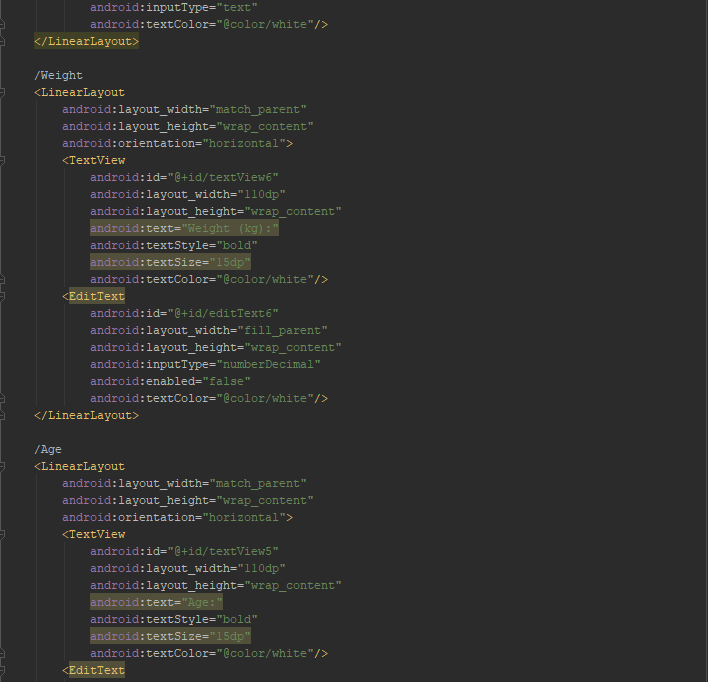 android:inputType="text"
android:textColor="@color/white"/>
</LinearLayout>
/Weight
<LinearLayout
android:layout_width="match_parent"
android:layout_height="wrap_content"
android:orientation="horizontal">
<TextView
android:id="@+id/textView6"
android:layout_width="110dp"
android:layout_height="wrap_content"
android:text="Weight (kg):"
android:textStyle="bold"
android:textSize="15dp"
android:textColor="@color/white"/>
<EditText
android:id="@+id/editText6"
android:layout_width="fill_parent"
android:layout_height="wrap_content"
android:inputType="numberDecimal"
android:enabled="false"
android:textColor="@color/white"/>
</LinearLayout>
/Age
<LinearLayout
android:layout_width="match_parent"
android:layout_height="wrap_content"
android:orientation="horizontal">
<TextView
android:id="@+id/textView5"
android:layout_width="110dp"
android:layout_height="wrap_content"
android:text="Age:"
android:textStyle="bold"
android:textSize="15dp"
android:textColor="@color/white"/>
<EditText